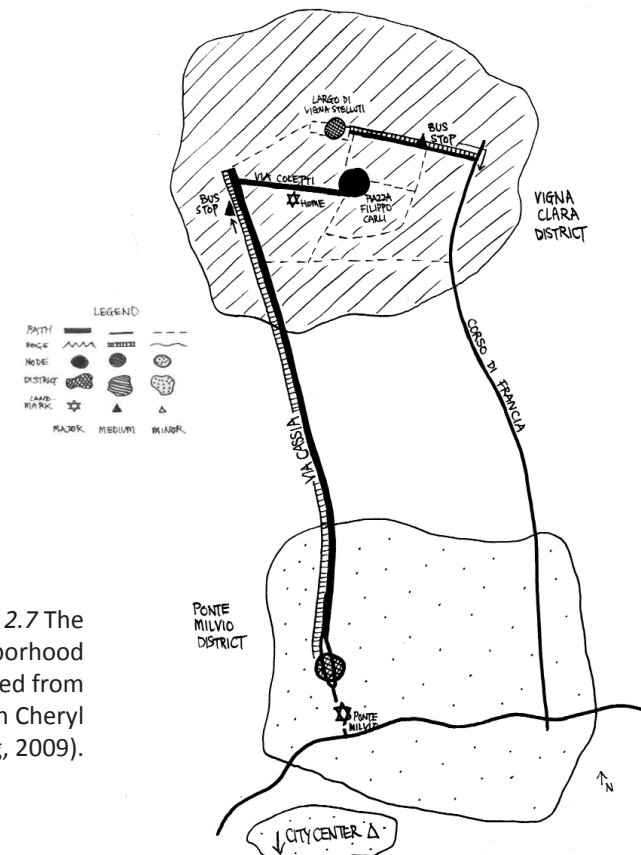 LARGO DI
VIGNA STELLUTI
BUS
STOP
VIA COLETTI
HOME
PIAZZA
FILIPPO
CARLI
BUS
STOP
VIGNA
CLARA
DISTRICT
LEGEND
PATH
EDGE
NODE
DISTRICT
LAND-
MARK
MAJOR MEDIUM MINOR
VIA CASSIA
CORSO DI FRANCIA
PONTE
MILVIO
DISTRICT
PONTE
MILVIO
N
CITY CENTER
2.7 The
orhood
ed from
n Cheryl
, 2009).